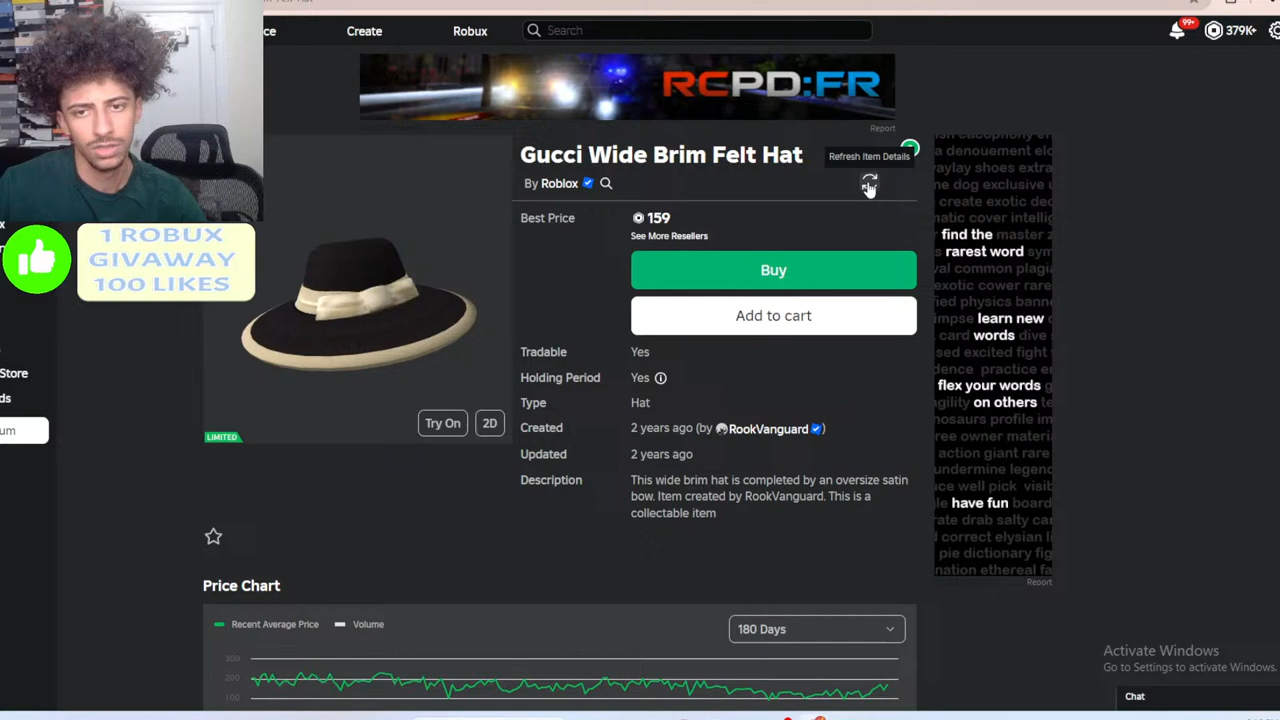 Create
Robux
Search
99+
379K+
RCPD:FR
Report
Gucci Wide Brim Felt Hat
Refresh Item Details
By Roblox
Best Price
159
See More Resellers
Buy
Add to cart
Tradable
Yes
Holding Period
Yes
Type
Hat
Created
2 years ago (by RookVanguard )
Updated
2 years ago
Description
This wide brim hat is completed by an oversize satin
bow. Item created by RookVanguard. This is a
collectable item
1 ROBUX
GIVAWAY
100 LIKES
Try On
2D
LIMITED
Store
find the
rarest word
learn new
words
flex your words
on others
have fun
Report
Price Chart
Recent Average Price
Volume
180 Days
300
200
100
Activate Windows
Go to Settings to activate Windows.
Chat